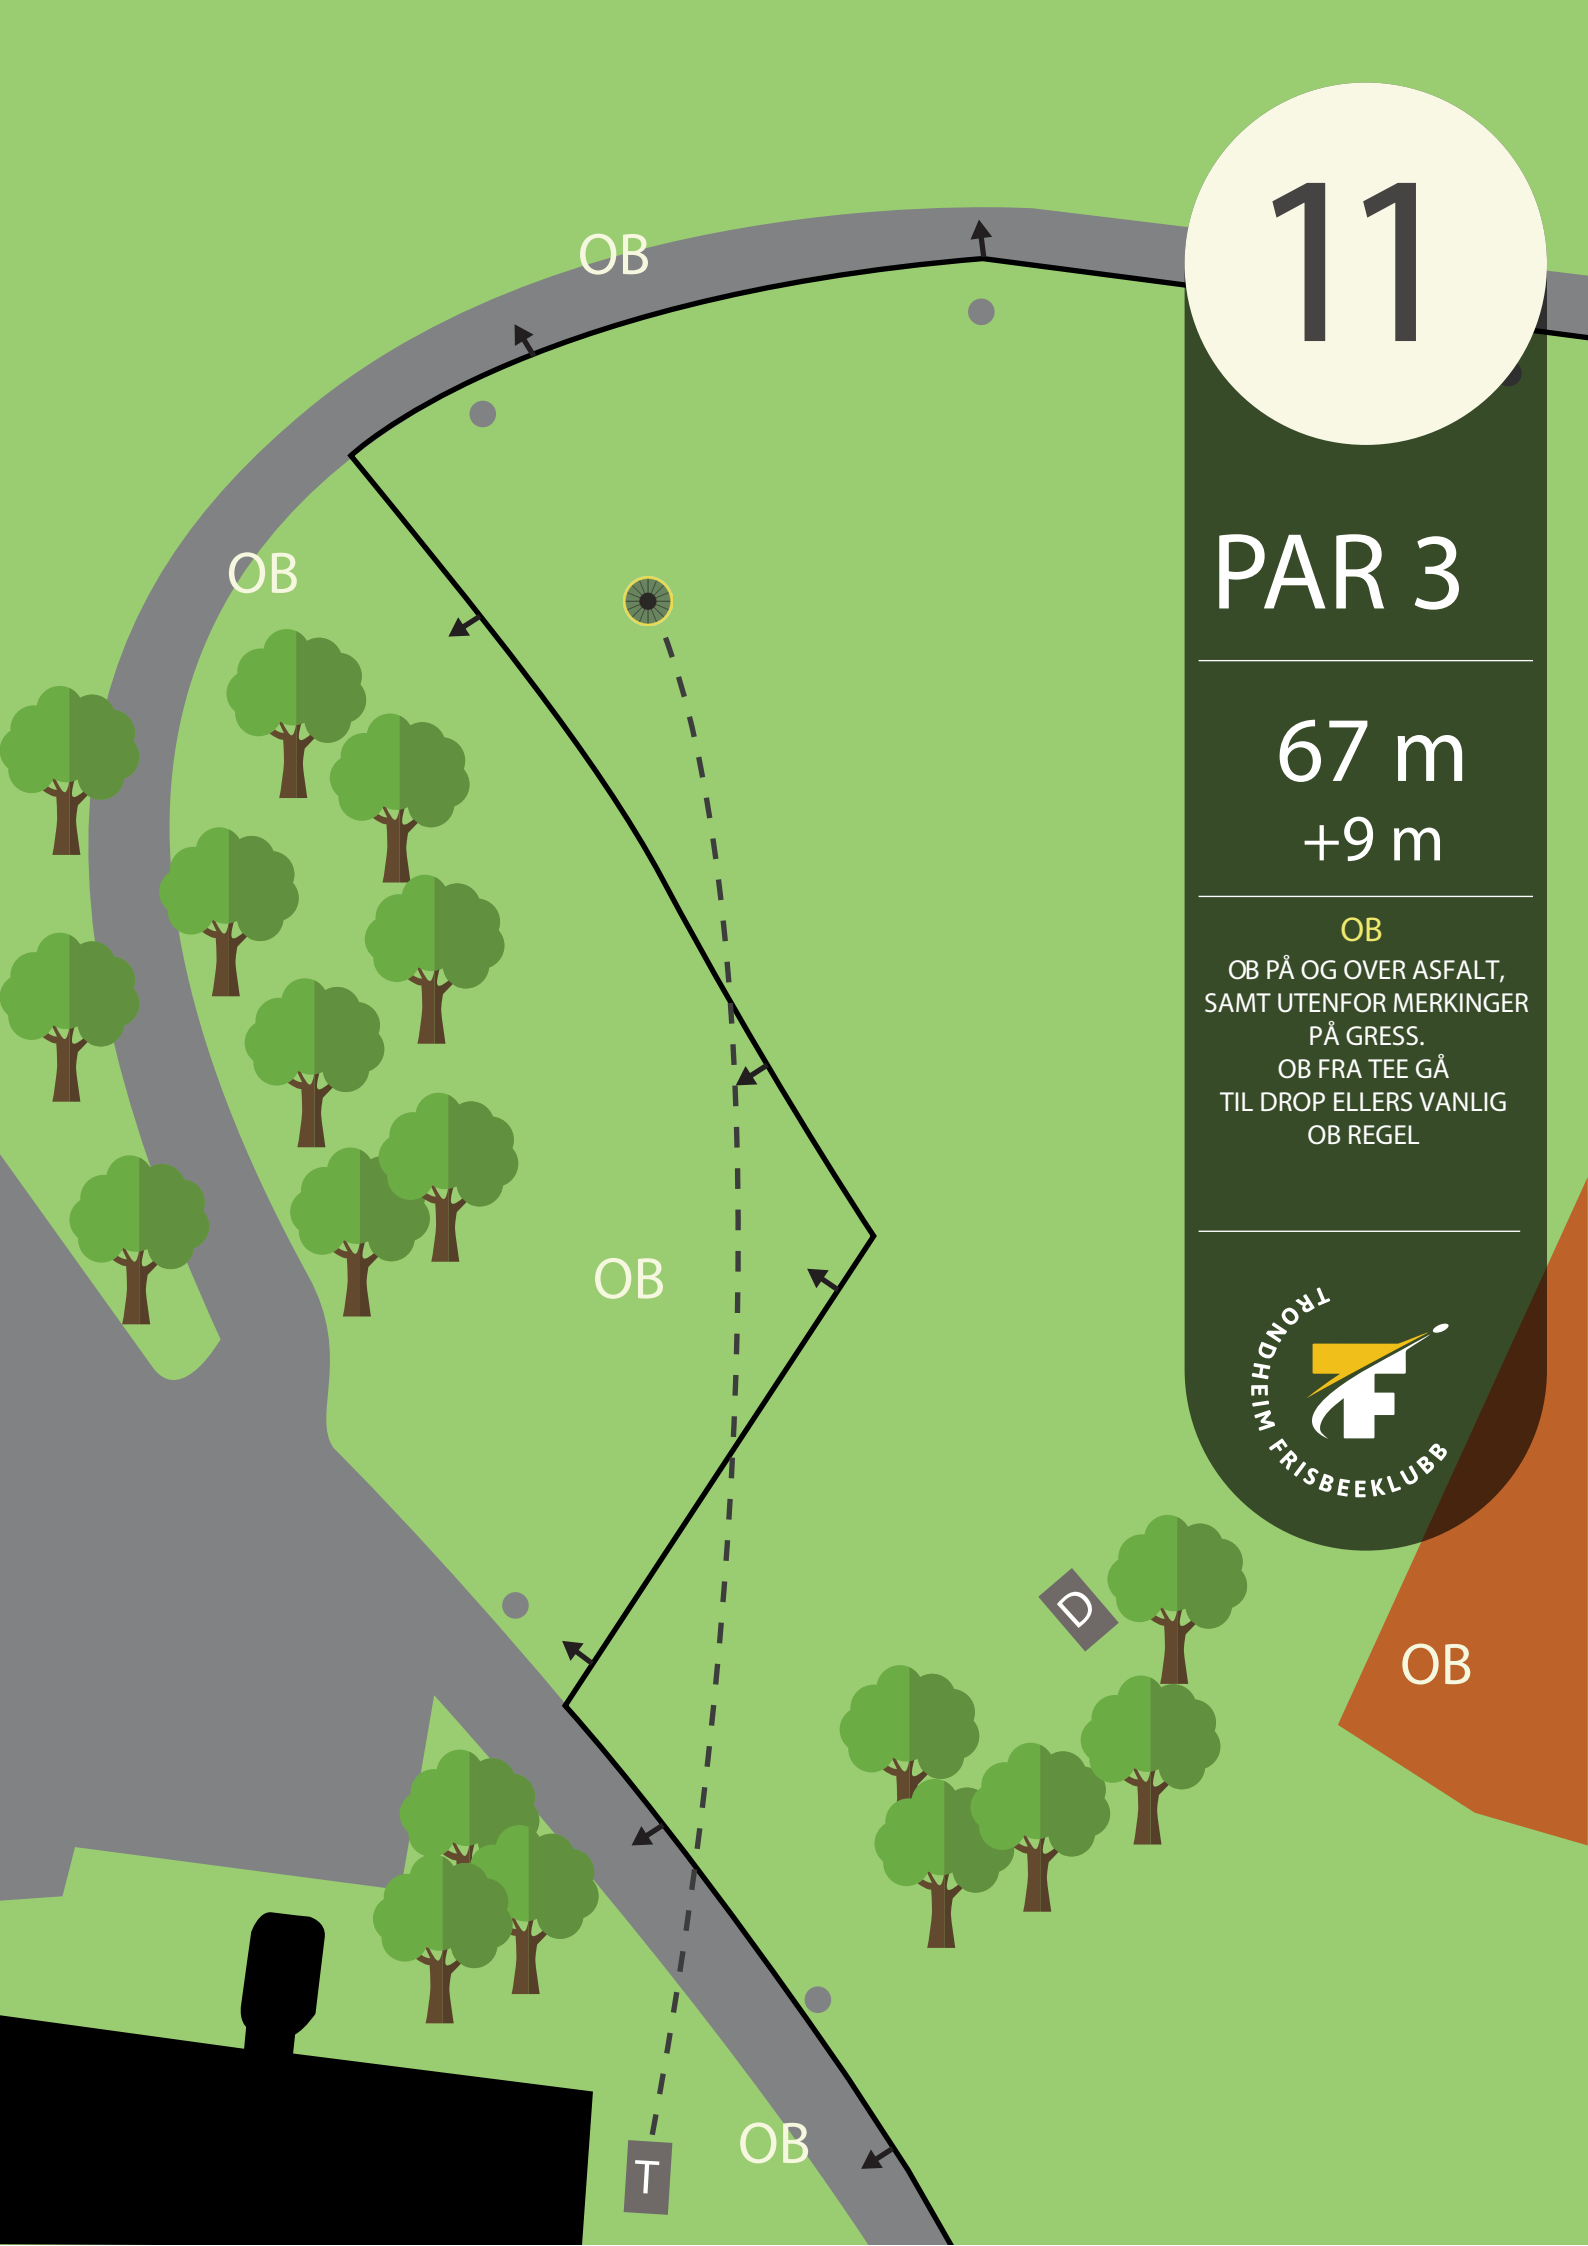 11
OB
PAR 3
OB
67 m
+9 m
OB
OB PÅ OG OVER ASFALT,
SAMT UTENFOR MERKINGER
PÅ GRESS.
OB FRA TEE GÅ
TIL DROP ELLERS VANLIG
OB REGEL
OB
TRONDHEIM FRISBEEKLUBB
TF
D
OB
OB
T